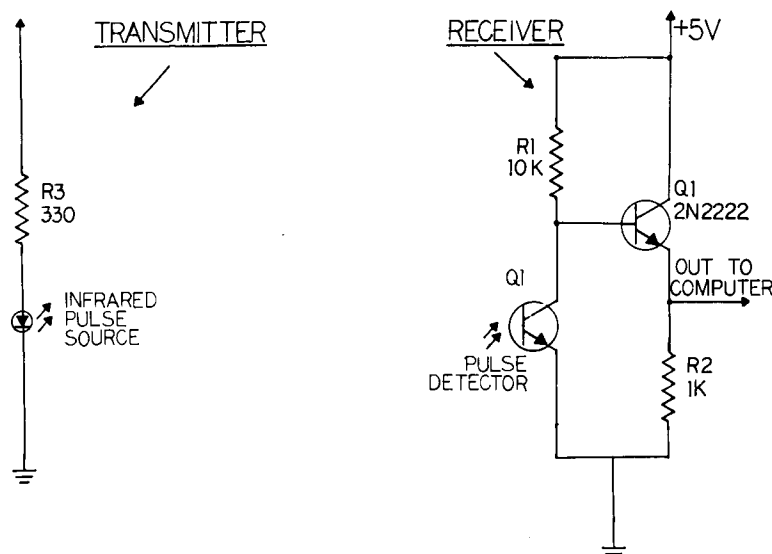 TRANSMITTER
R3
330
INFRARED
PULSE
SOURCE
RECEIVER
+5V
R1
10K
Q1
2N2222
OUT TO
COMPUTER
Q1
PULSE
DETECTOR
R2
1K